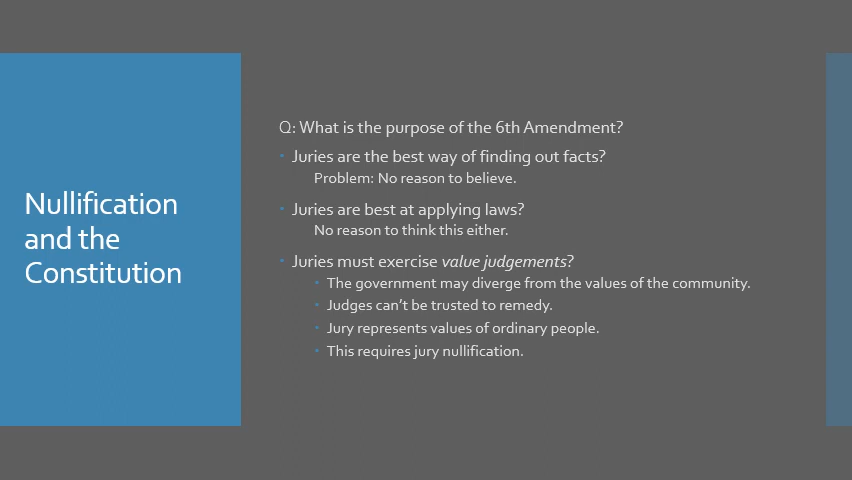 Nullification
and the
Constitution
Q: What is the purpose of the 6th Amendment?
• Juries are the best way of finding out facts?
Problem: No reason to believe.
• Juries are best at applying laws?
No reason to think this either.
• Juries must exercise value judgements?
• The government may diverge from the values of the community.
• Judges can't be trusted to remedy.
• Jury represents values of ordinary people.
• This requires jury nullification.